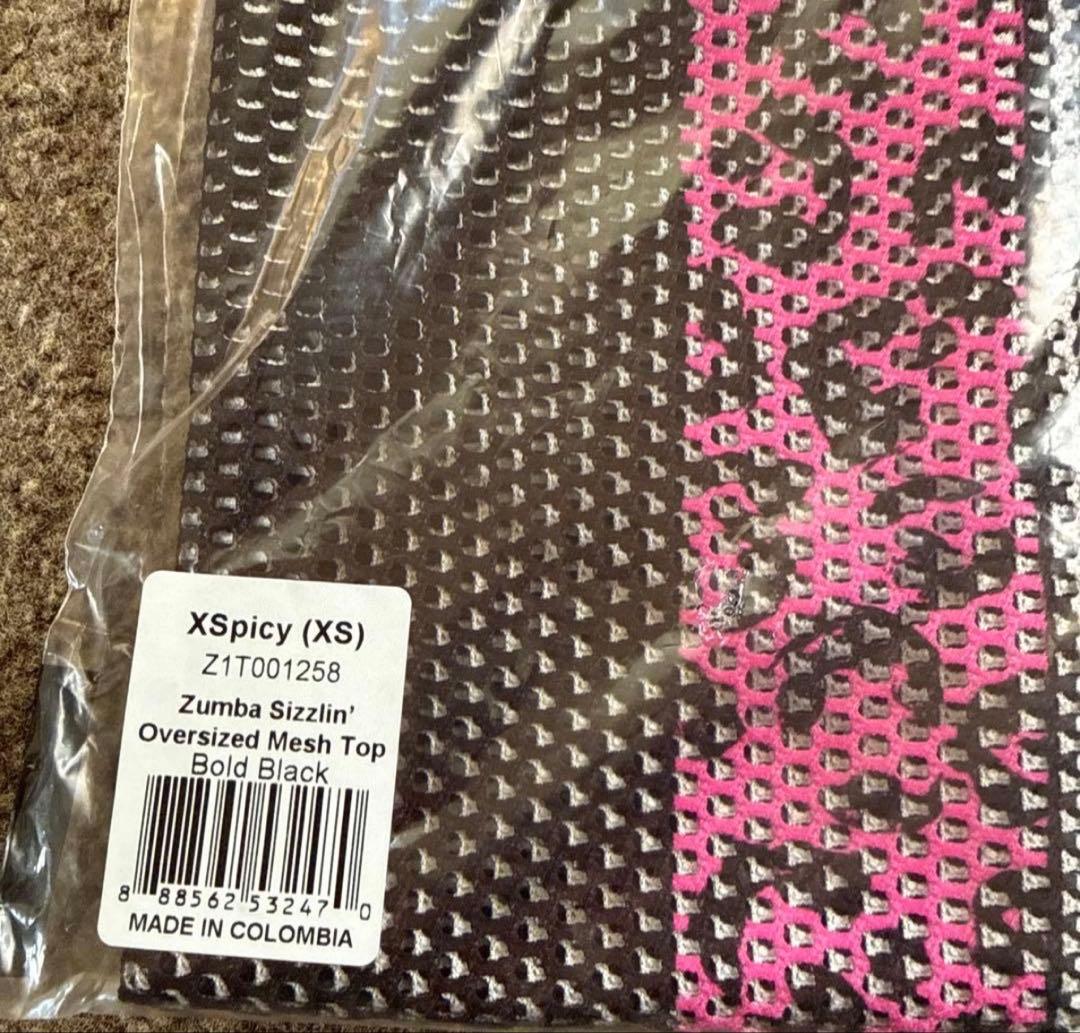 XSpicy (XS)
Z1T001258
Zumba Sizzlin'
Oversized Mesh Top
Bold Black
8 88562 53247 0
MADE IN COLOMBIA